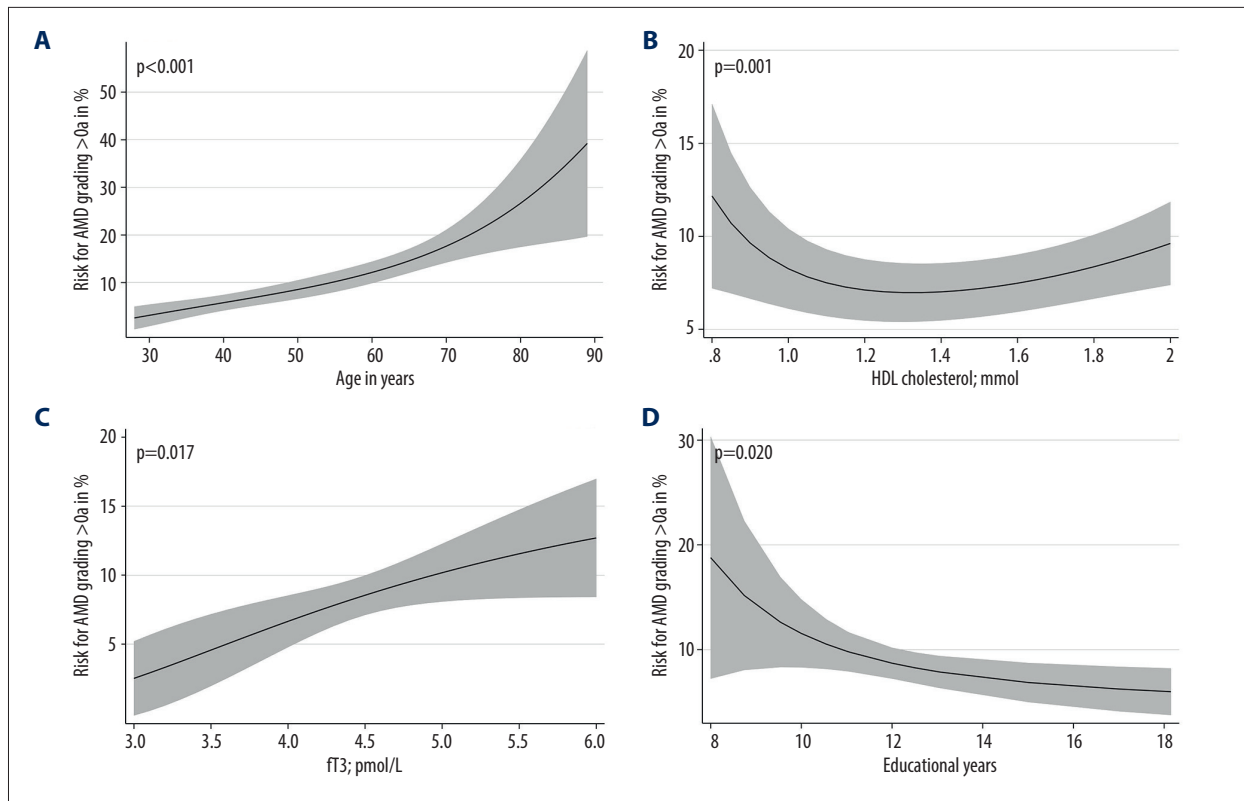 A
p<0.001
Risk for AMD grading >0a in %
50
40
30
20
10
30 40 50 60 70 80 90
Age in years
B
p=0.001
Risk for AMD grading >0a in %
20
15
10
5
.8 1.0 1.2 1.4 1.6 1.8 2
HDL cholesterol; mmol
C
p=0.017
Risk for AMD grading >0a in %
20
15
10
5
3.0 3.5 4.0 4.5 5.0 5.5 6.0
fT3; pmol/L
D
p=0.020
Risk for AMD grading >0a in %
30
20
10
8 10 12 14 16 18
Educational years